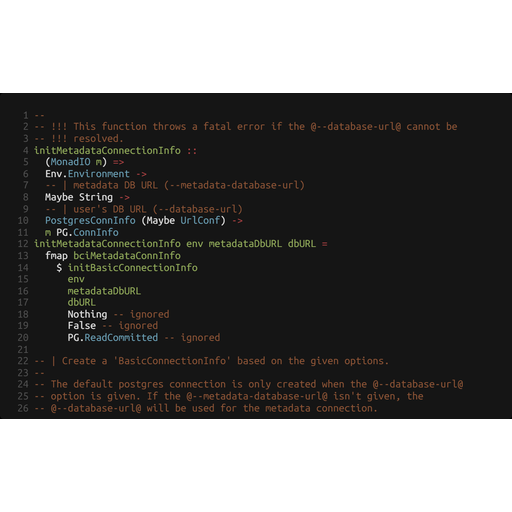 1 --
2 -- !!! This function throws a fatal error if the @--database-url@ cannot be
3 -- !!! resolved.
4 initMetadataConnectionInfo ::
5   (MonadIO m) =>
6   Env.Environment ->
7   -- | metadata DB URL (--metadata-database-url)
8   Maybe String ->
9   -- | user's DB URL (--database-url)
10   PostgresConnInfo (Maybe UrlConf) ->
11   m PG.ConnInfo
12 initMetadataConnectionInfo env metadataDbURL dbURL =
13   fmap bciMetadataConnInfo
14     $ initBasicConnectionInfo
15       env
16       metadataDbURL
17       dbURL
18       Nothing -- ignored
19       False -- ignored
20       PG.ReadCommitted -- ignored
21
22 -- | Create a 'BasicConnectionInfo' based on the given options.
23 --
24 -- The default postgres connection is only created when the @--database-url@
25 -- option is given. If the @--metadata-database-url@ isn't given, the
26 -- @--database-url@ will be used for the metadata connection.